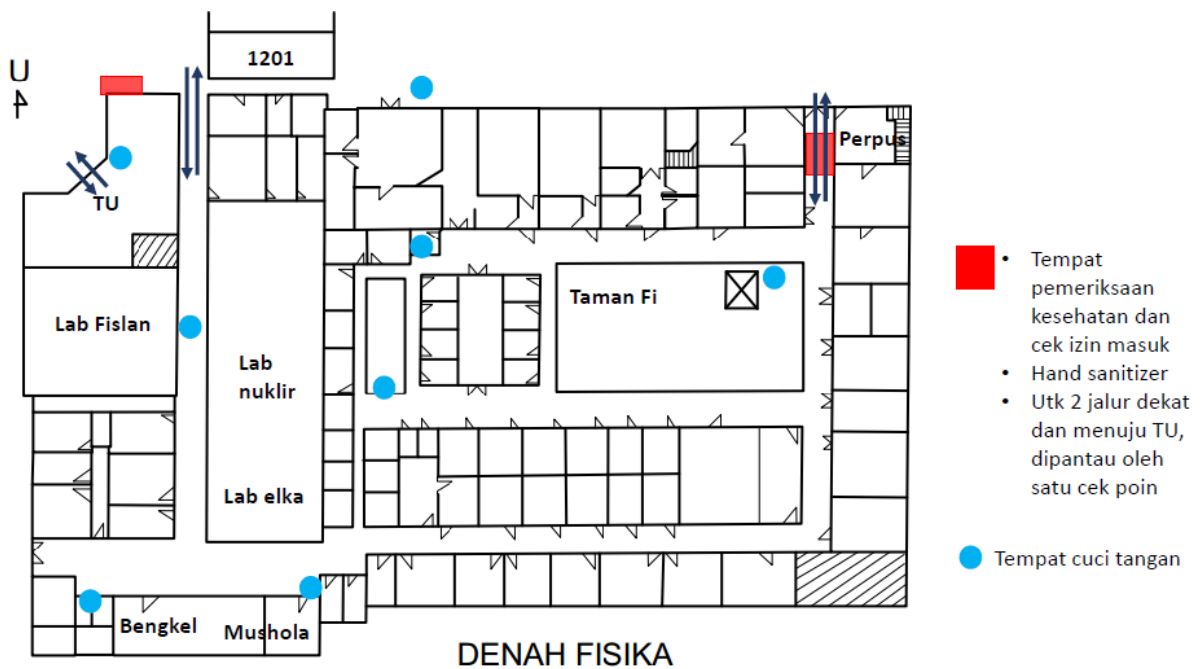 1201
U
4
Perpus
TU
Lab Fislan
Taman Fi
Lab
nuklir
Lab elka
Bengkel
Mushola
DENAH FISIKA
• Tempat
pemeriksaan
kesehatan dan
cek izin masuk
• Hand sanitizer
• Utk 2 jalur dekat
dan menuju TU,
dipantau oleh
satu cek poin
Tempat cuci tangan